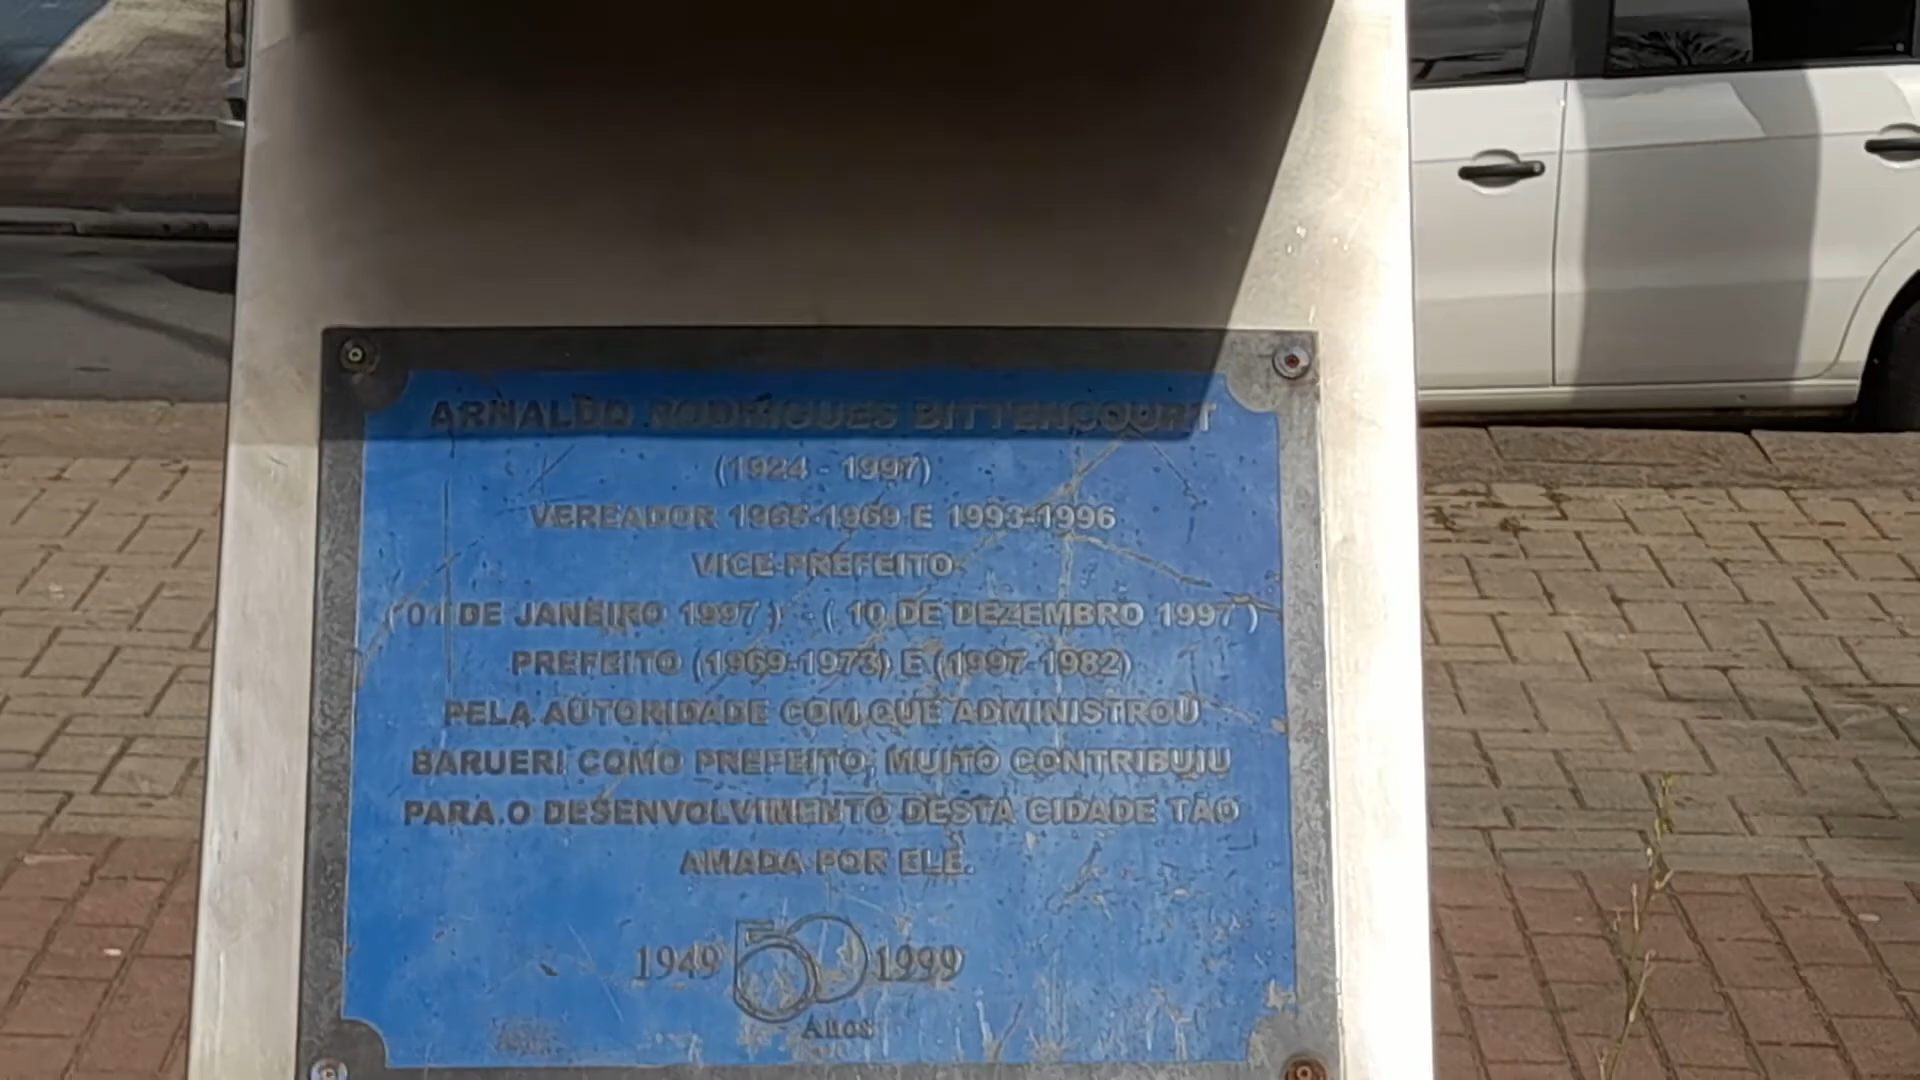 ARNALDO RODRIGUES BITTENCOURT
(1924 - 1997)
VEREADOR 1965-1969 E 1993-1996
VICE-PREFEITO
( 01 DE JANEIRO 1997 ) - ( 10 DE DEZEMBRO 1997 )
PREFEITO (1969-1973) E (1997-1982)
PELA AUTORIDADE COM QUE ADMINISTROU
BARUERI COMO PREFEITO, MUITO CONTRIBUIU
PARA O DESENVOLVIMENTO DESTA CIDADE TÃO
AMADA POR ELE.
1949 50 1999
Anos